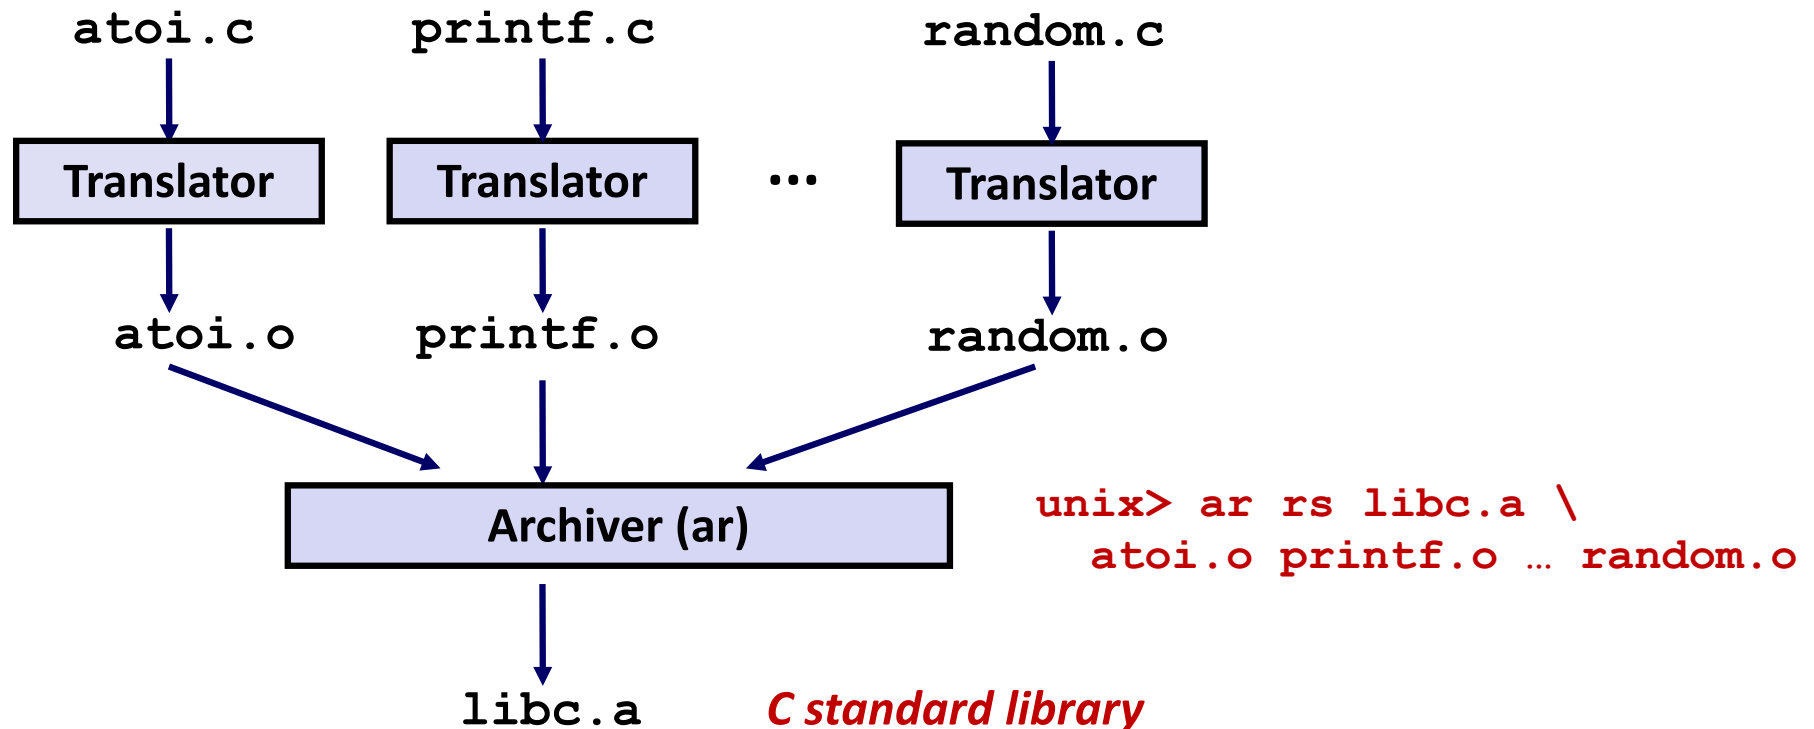 atoi.c printf.c random.c
Translator Translator ... Translator
atoi.o printf.o random.o
Archiver (ar)
unix> ar rs libc.a \
atoi.o printf.o … random.o
libc.a C standard library